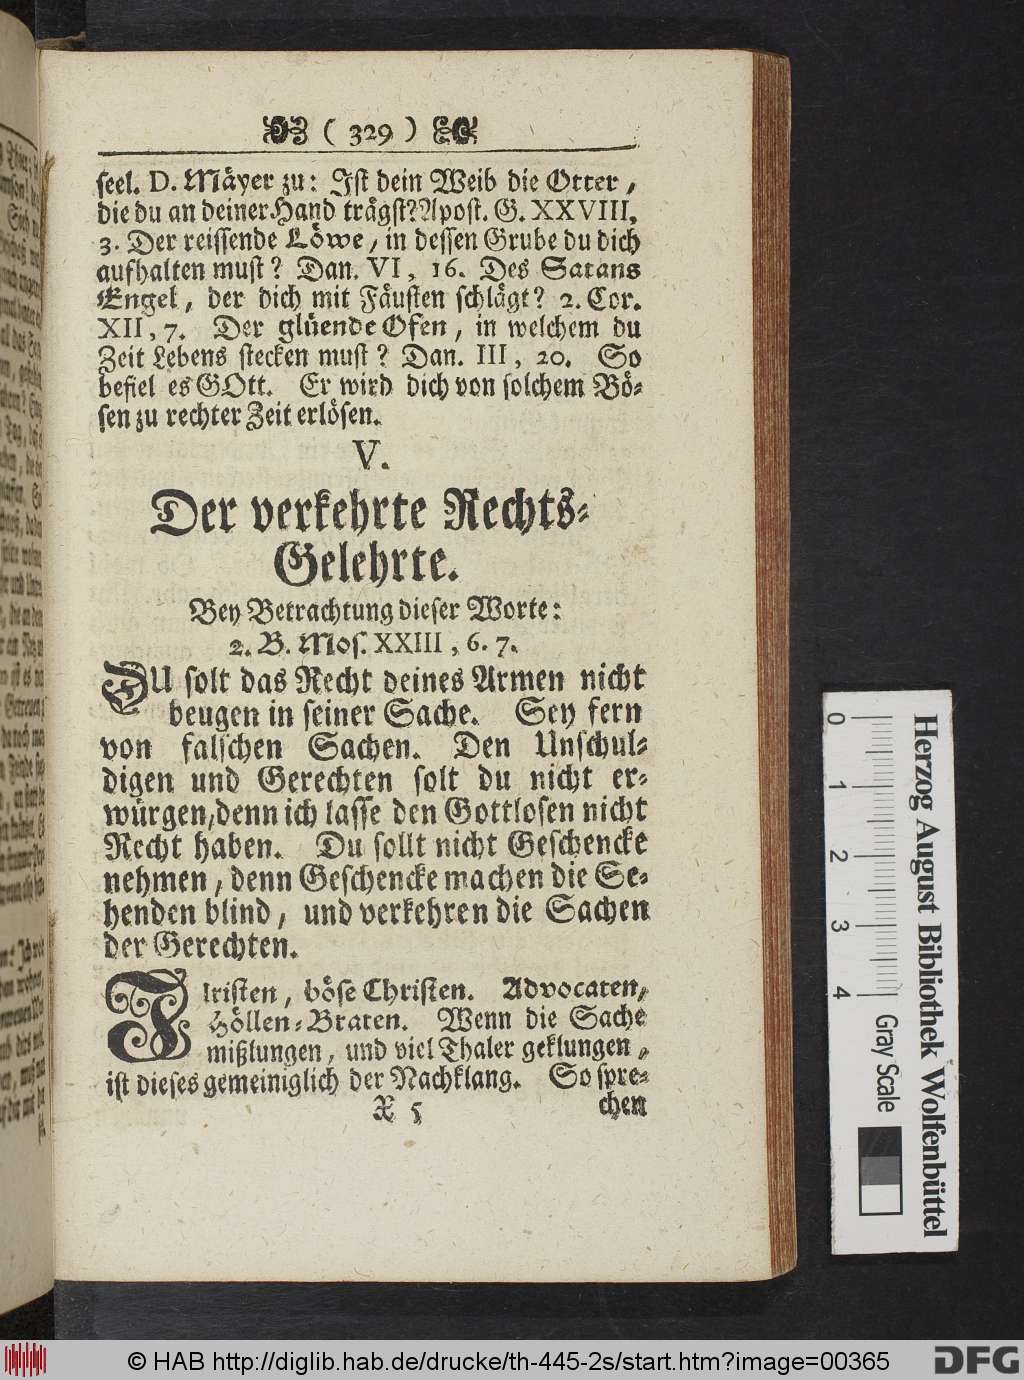 ( 329 )
seel. D. Mäyer zu: Ist dein Weib die Otter,
die du an deiner Hand trägst? Apost. G. XXVIII,
3. Der reissende Löwe, in dessen Grube du dich
aufhalten must? Dan. VI, 16. Des Satans
Engel, der dich mit Fäusten schlägt? 2. Cor.
XII, 7. Der glüende Ofen, in welchem du
Zeit Lebens stecken must? Dan. III, 20. So
befiel es GOtt. Er wird dich von solchem Bö-
sen zu rechter Zeit erlösen.
V.
Der verkehrte Rechts-
Gelehrte.
Bey Betrachtung dieser Worte:
2. B. Mos. XXIII, 6. 7.
DU solt das Recht deines Armen nicht
beugen in seiner Sache. Sey fern
von falschen Sachen. Den Unschul-
digen und Gerechten solt du nicht er-
würgen, denn ich lasse den Gottlosen nicht
Recht haben. Du sollt nicht Geschencke
nehmen, denn Geschencke machen die Se-
henden blind, und verkehren die Sachen
der Gerechten.
Iristen, böse Christen. Advocaten,
Höllen-Braten. Wenn die Sache
mißlungen, und viel Thaler geklungen,
ist dieses gemeiniglich der Nachklang. So spre-
X 5 chen
0 1 2 3 4
Gray Scale
Herzog August Bibliothek Wolfenbüttel
© HAB http://diglib.hab.de/drucke/th-445-2s/start.htm?image=00365
DFG